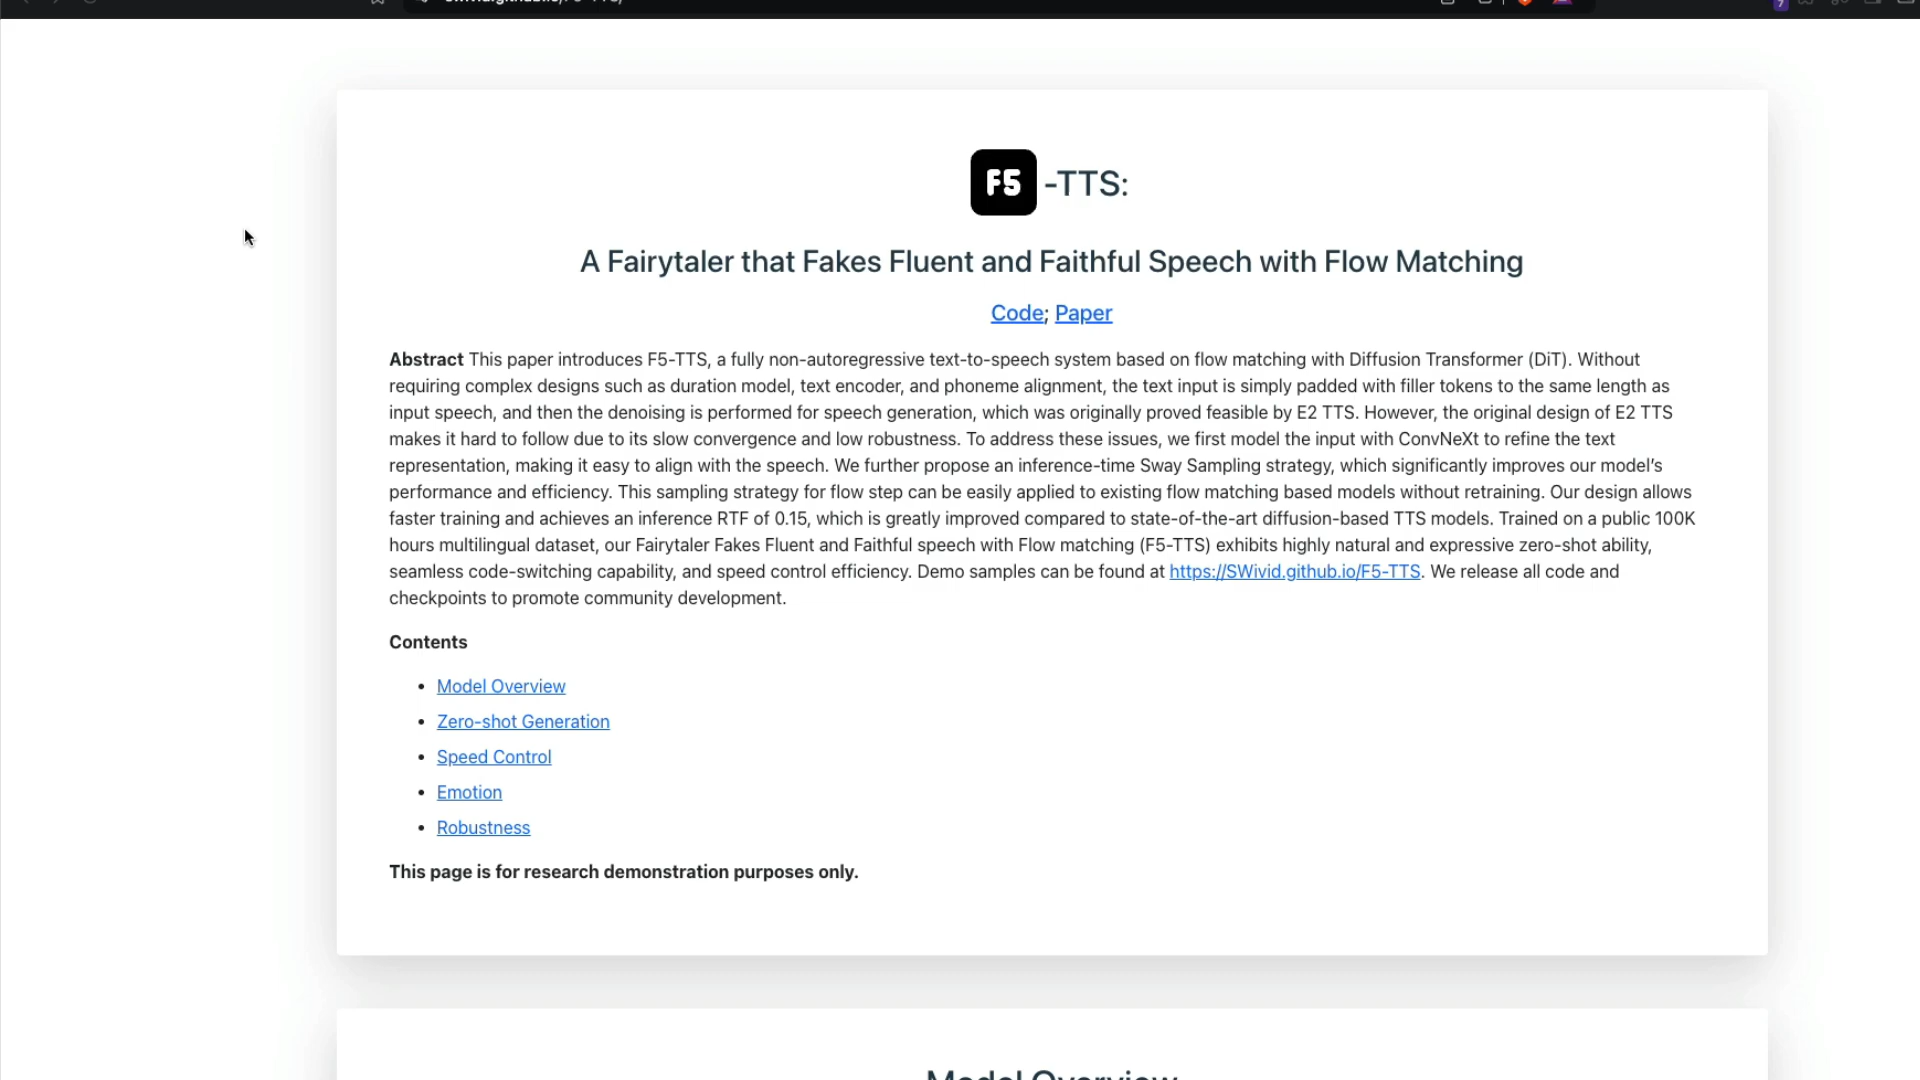 F5 -TTS:
A Fairytaler that Fakes Fluent and Faithful Speech with Flow Matching
Code; Paper
Abstract This paper introduces F5-TTS, a fully non-autoregressive text-to-speech system based on flow matching with Diffusion Transformer (DiT). Without
requiring complex designs such as duration model, text encoder, and phoneme alignment, the text input is simply padded with filler tokens to the same length as
input speech, and then the denoising is performed for speech generation, which was originally proved feasible by E2 TTS. However, the original design of E2 TTS
makes it hard to follow due to its slow convergence and low robustness. To address these issues, we first model the input with ConvNeXt to refine the text
representation, making it easy to align with the speech. We further propose an inference-time Sway Sampling strategy, which significantly improves our model’s
performance and efficiency. This sampling strategy for flow step can be easily applied to existing flow matching based models without retraining. Our design allows
faster training and achieves an inference RTF of 0.15, which is greatly improved compared to state-of-the-art diffusion-based TTS models. Trained on a public 100K
hours multilingual dataset, our Fairytaler Fakes Fluent and Faithful speech with Flow matching (F5-TTS) exhibits highly natural and expressive zero-shot ability,
seamless code-switching capability, and speed control efficiency. Demo samples can be found at https://SWivid.github.io/F5-TTS. We release all code and
checkpoints to promote community development.
Contents
• Model Overview
• Zero-shot Generation
• Speed Control
• Emotion
• Robustness
This page is for research demonstration purposes only.
Model Overview